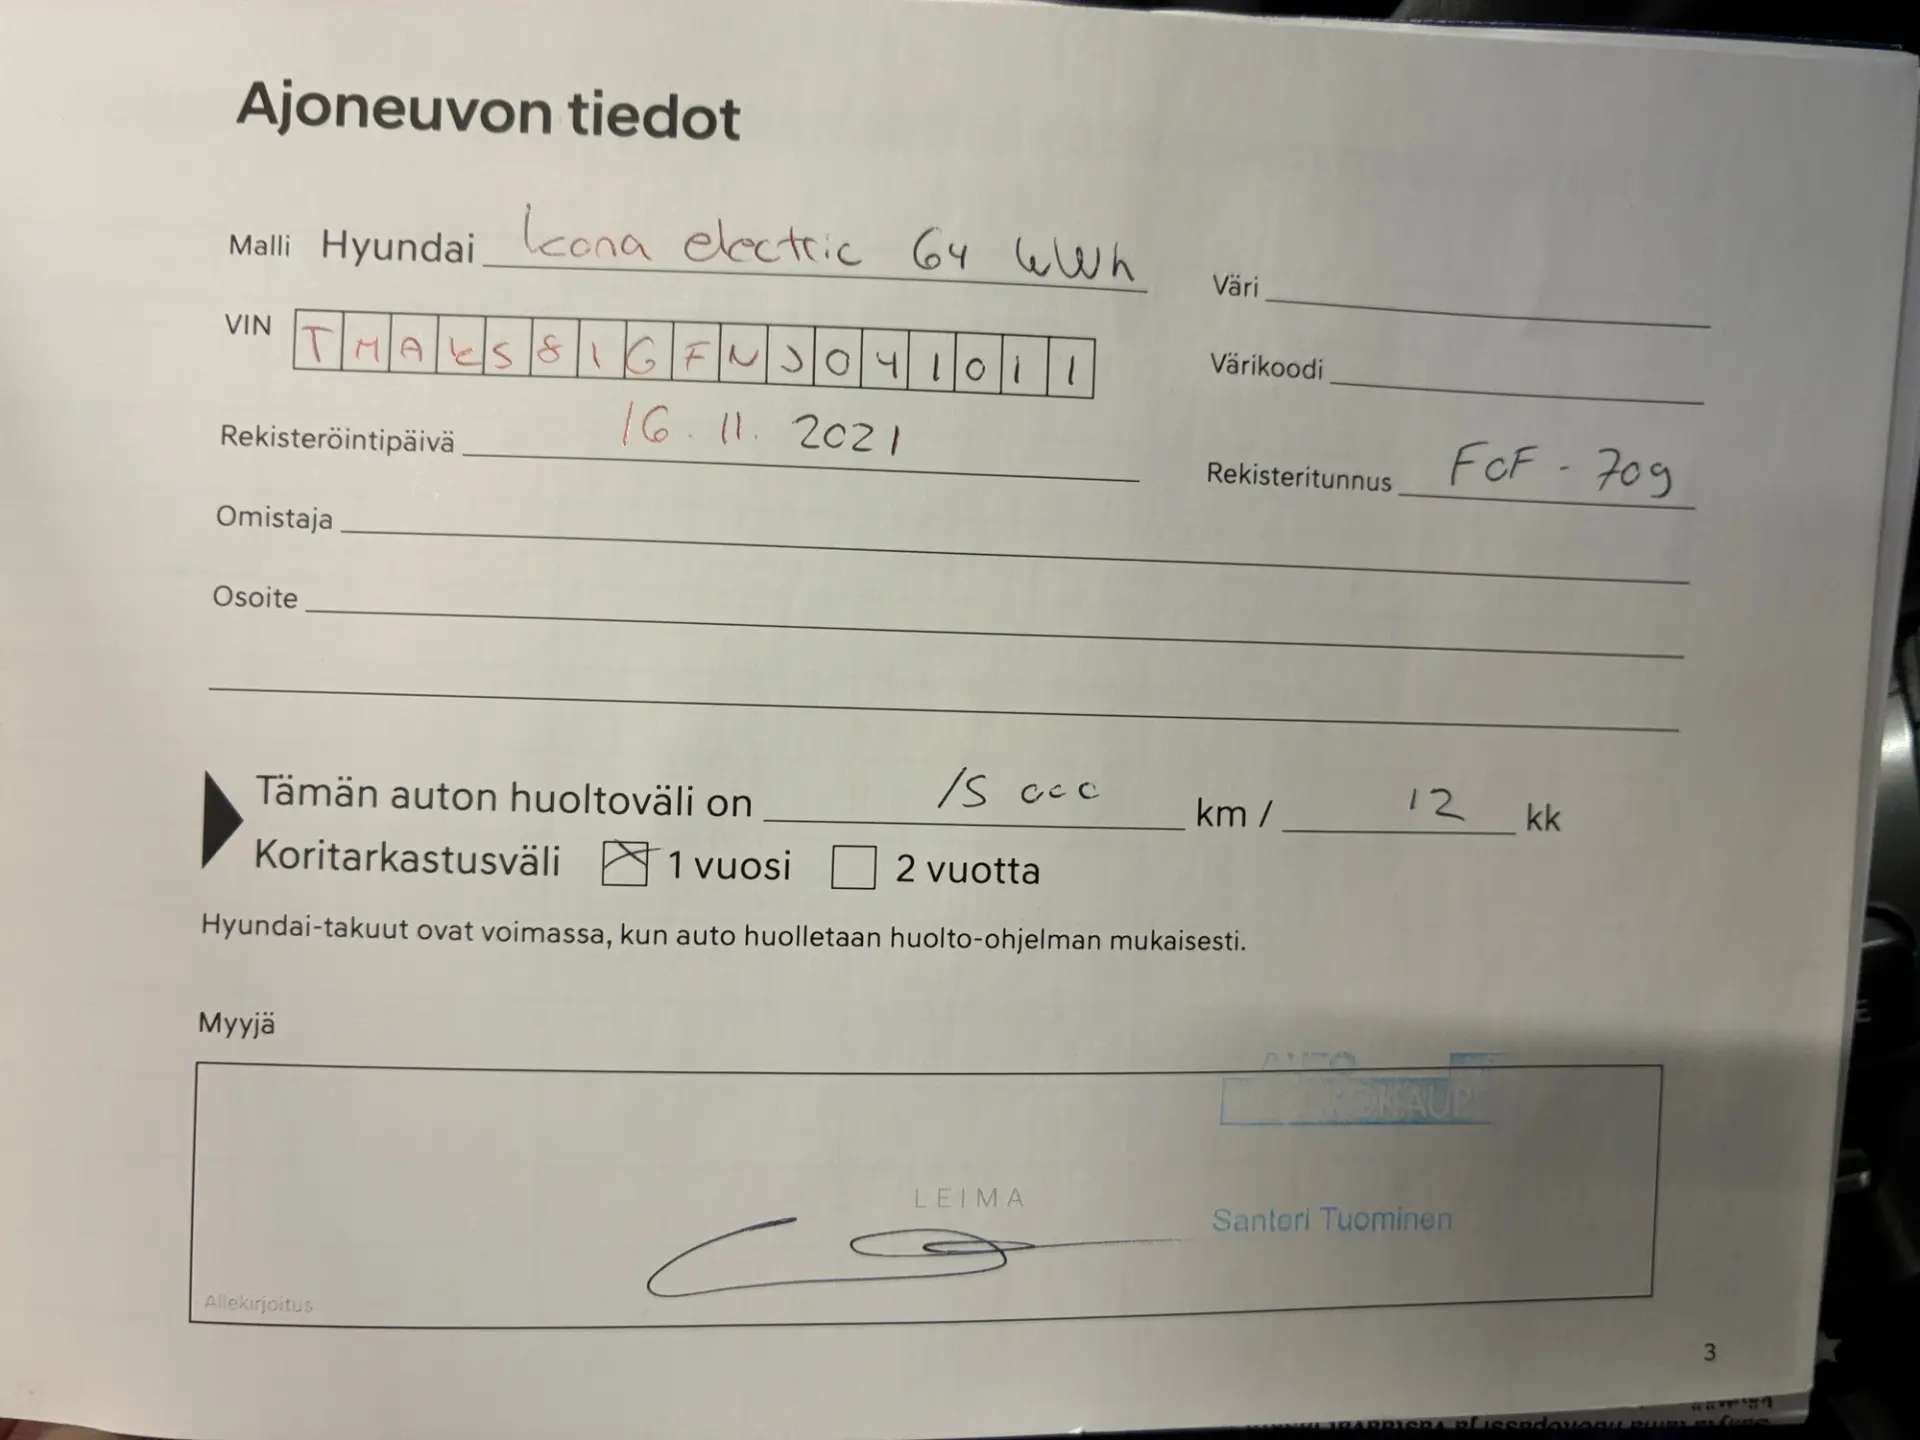 Ajoneuvon tiedot
Malli Hyundai Kona electric 64 kWh
Väri
VIN TMAK581GFNJ041011
Värikoodi
Rekisteröintipäivä 16.11.2021
Rekisteritunnus FCF-709
Omistaja
Osoite
Tämän auton huoltoväli on 15 000 km / 12 kk
Koritarkastusväli 1 vuosi 2 vuotta
Hyundai-takuut ovat voimassa, kun auto huolletaan huolto-ohjelman mukaisesti.
Myyjä
AUTO
LEIMA
Santeri Tuominen
Allekirjoitus
3